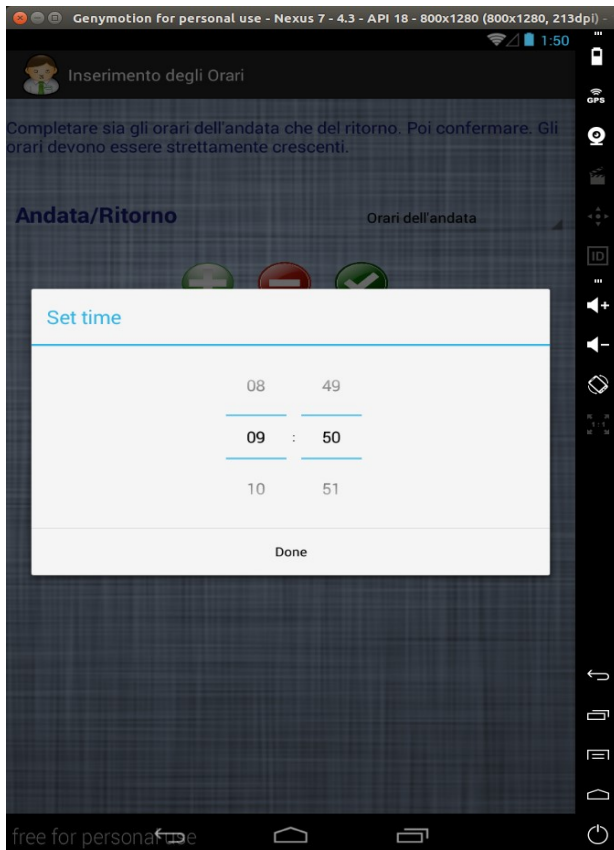 Genymotion for personal use - Nexus 7 - 4.3 - API 18 - 800x1280 (800x1280, 213dpi) -
1:50
Inserimento degli Orari
GPS
Completare sia gli orari dell'andata che del ritorno. Poi confermare. Gli
orari devono essere strettamente crescenti.
Andata/Ritorno
Orari dell'andata
ID
Set time
08 49
09 : 50
10 51
Done
free for personal use